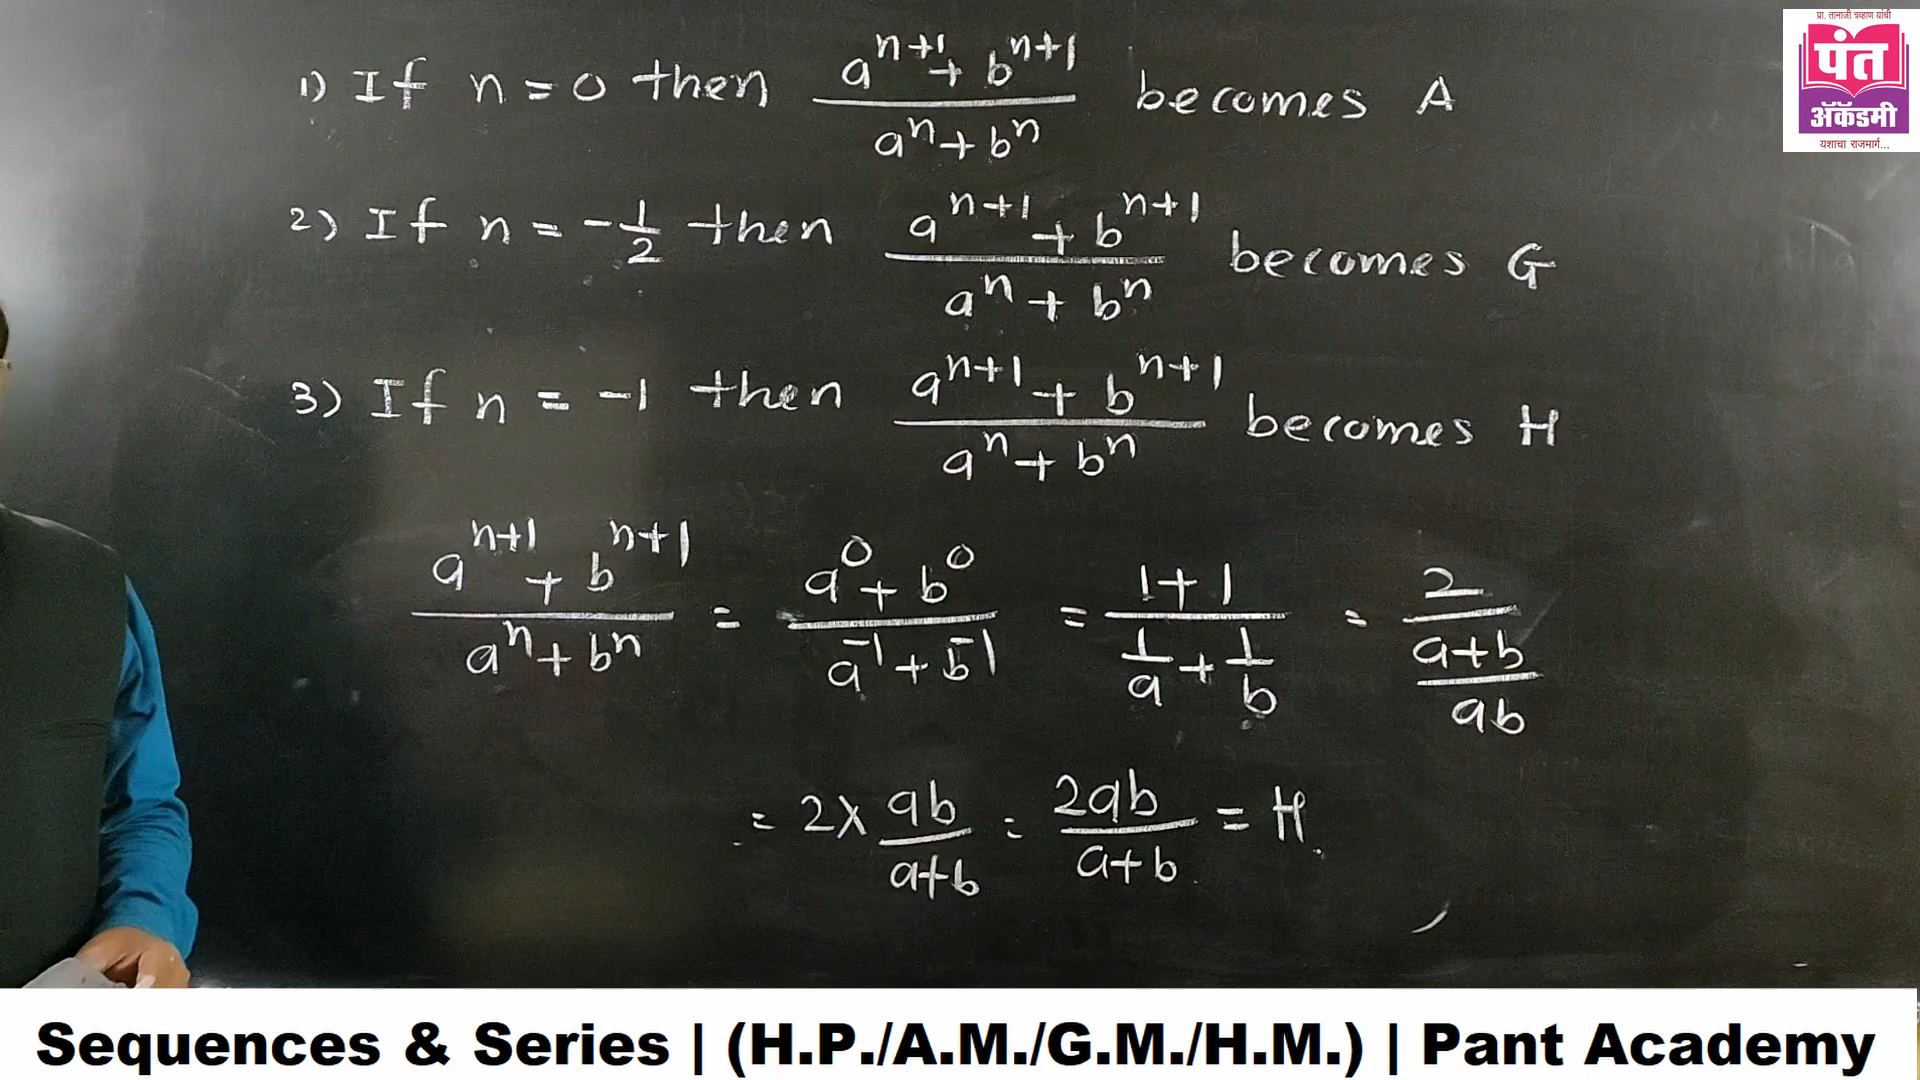 प्रा. तानाजी चव्हाण यांची
पंत
अ‍ॅकॅडमी
यशाचा राजमार्ग...
1) If n = 0 then (a^(n+1) + b^(n+1)) / (a^n + b^n) becomes A
2) If n = -1/2 then (a^(n+1) + b^(n+1)) / (a^n + b^n) becomes G
3) If n = -1 then (a^(n+1) + b^(n+1)) / (a^n + b^n) becomes H
(a^(n+1) + b^(n+1)) / (a^n + b^n) = (a^0 + b^0) / (a^-1 + b^-1) = (1+1) / (1/a + 1/b) = 2 / ((a+b)/ab)
= 2 × ab/(a+b) = 2ab/(a+b) = H.
Sequences & Series | (H.P./A.M./G.M./H.M.) | Pant Academy